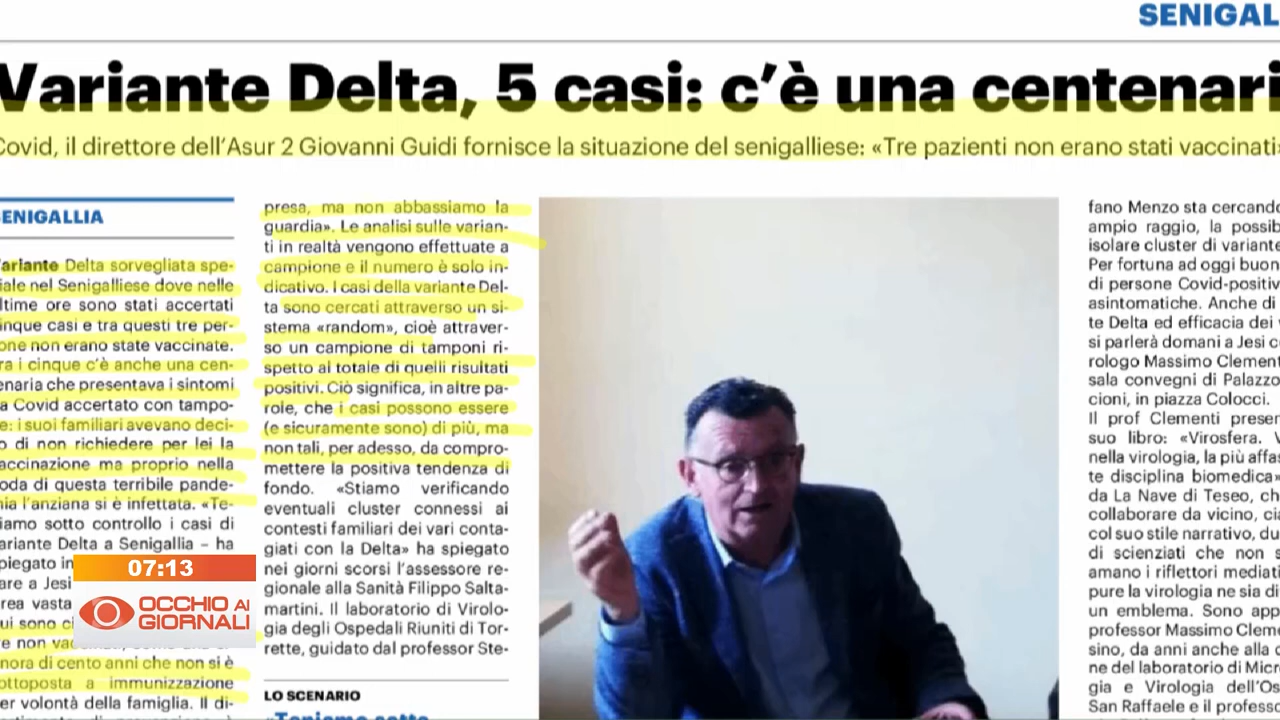 SENIGAL
Variante Delta, 5 casi: c'è una centenari
Covid, il direttore dell'Asur 2 Giovanni Guidi fornisce la situazione del senigalliese: «Tre pazienti non erano stati vaccinati»
ENIGALLIA
ariante Delta sorvegliata spe-
iale nel Senigalliese dove nelle
ltime ore sono stati accertati
inque casi e tra questi tre per-
one non erano state vaccinate.
ra i cinque c'è anche una cen-
enaria che presentava i sintomi
a Covid accertato con tampo-
e: i suoi familiari avevano deci-
o di non richiedere per lei la
accinazione ma proprio nella
oda di questa terribile pande-
nia l'anziana si è infettata. «Te-
iamo sotto controllo i casi di
ariante Delta a Senigallia – ha
piegato in
are a Jesi
rea vasta
ui sono ci
re non vaccinati, come una si-
nora di cento anni che non si è
ottoposta a immunizzazione
er volontà della famiglia. Il di-
presa, ma non abbassiamo la
guardia». Le analisi sulle varian-
ti in realtà vengono effettuate a
campione e il numero è solo in-
dicativo. I casi della variante Del-
ta sono cercati attraverso un si-
stema «random», cioè attraver-
so un campione di tamponi ri-
spetto al totale di quelli risultati
positivi. Ciò significa, in altre pa-
role, che i casi possono essere
(e sicuramente sono) di più, ma
non tali, per adesso, da compro-
mettere la positiva tendenza di
fondo. «Stiamo verificando
eventuali cluster connessi ai
contesti familiari dei vari conta-
giati con la Delta» ha spiegato
nei giorni scorsi l'assessore re-
gionale alla Sanità Filippo Salta-
martini. Il laboratorio di Virolo-
gia degli Ospedali Riuniti di Tor-
rette, guidato dal professor Ste-
LO SCENARIO
«Teniamo sotto
fano Menzo sta cercando
ampio raggio, la possib
isolare cluster di variante
Per fortuna ad oggi buon
di persone Covid-positiv
asintomatiche. Anche di
te Delta ed efficacia dei v
si parlerà domani a Jesi co
rologo Massimo Clement
sala convegni di Palazzo
cioni, in piazza Colocci.
Il prof Clementi presen
suo libro: «Virosfera. V
nella virologia, la più affas
te disciplina biomedica»
da La Nave di Teseo, ch
collaborare da vicino, cia
col suo stile narrativo, du
di scienziati che non s
amano i riflettori mediati
pure la virologia ne sia di
un emblema. Sono app
professor Massimo Cleme
sino, da anni anche alla d
ne del laboratorio di Micro
gia e Virologia dell'Os
San Raffaele e il professo
07:13
OCCHIO AI
GIORNALI